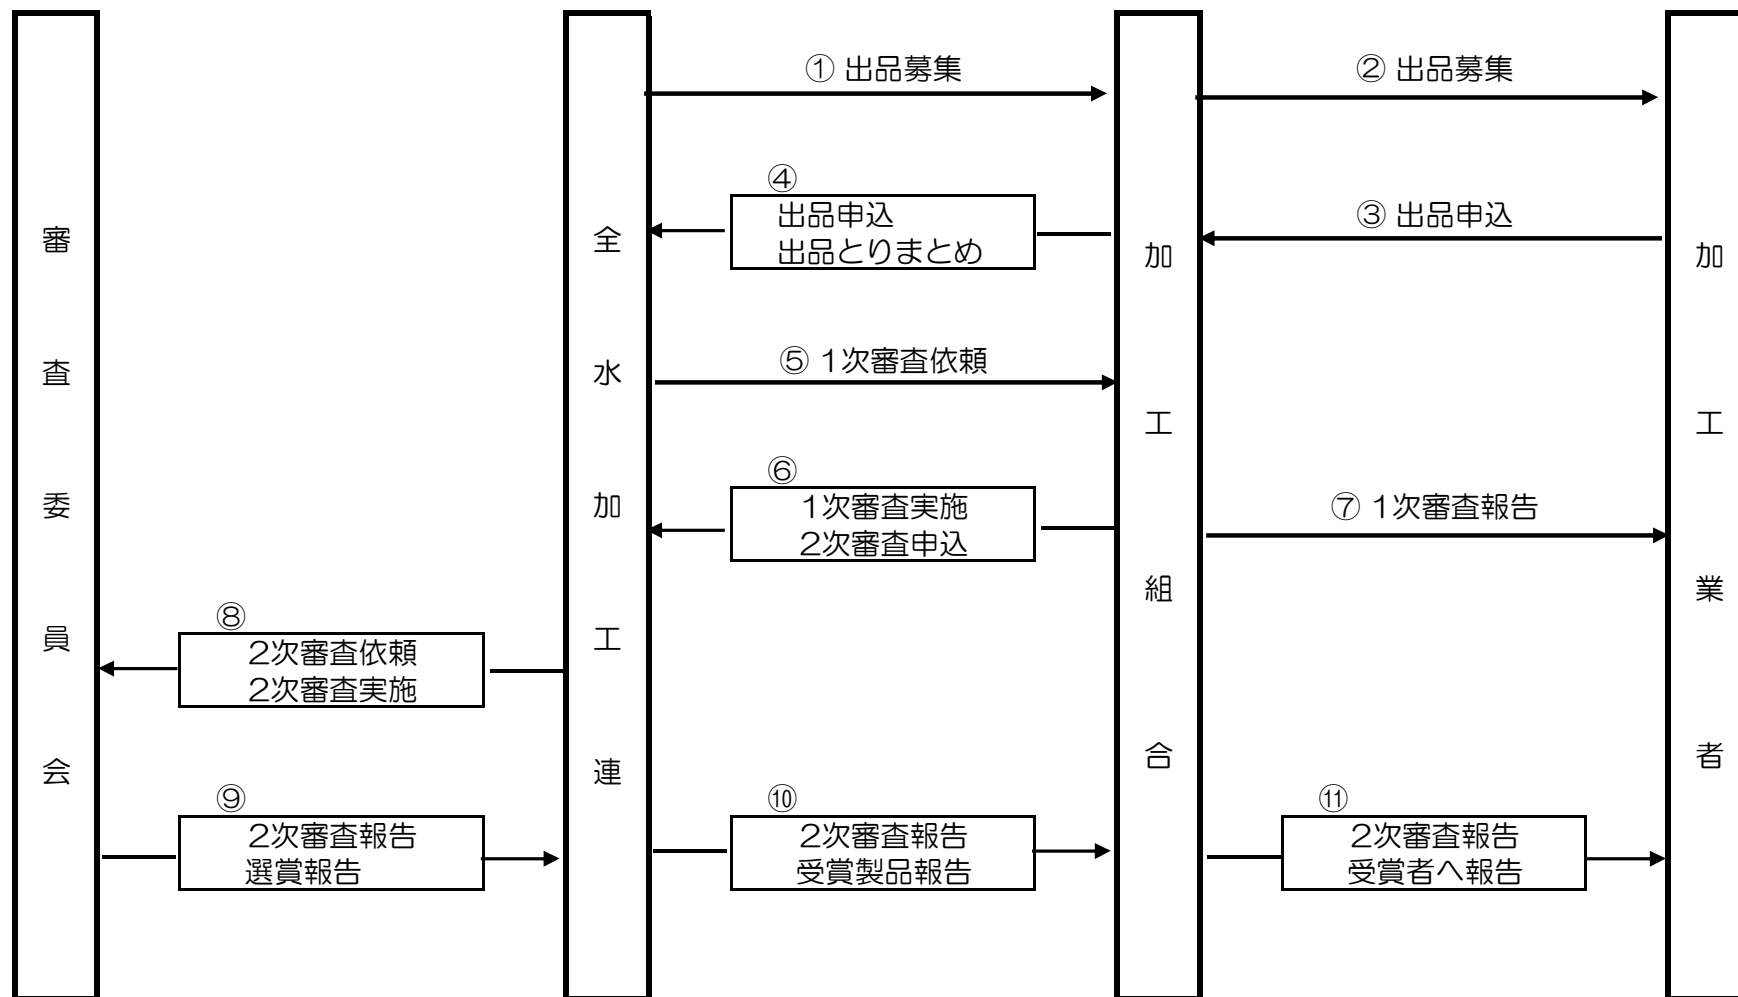 ① 出品募集
② 出品募集
④
出品申込
出品とりまとめ
③ 出品申込
審査委員会
全水加工連
加工組合
加工業者
⑤ 1次審査依頼
⑥
1次審査実施
2次審査申込
⑦ 1次審査報告
⑧
2次審査依頼
2次審査実施
⑨
2次審査報告
選賞報告
⑩
2次審査報告
受賞製品報告
⑪
2次審査報告
受賞者へ報告